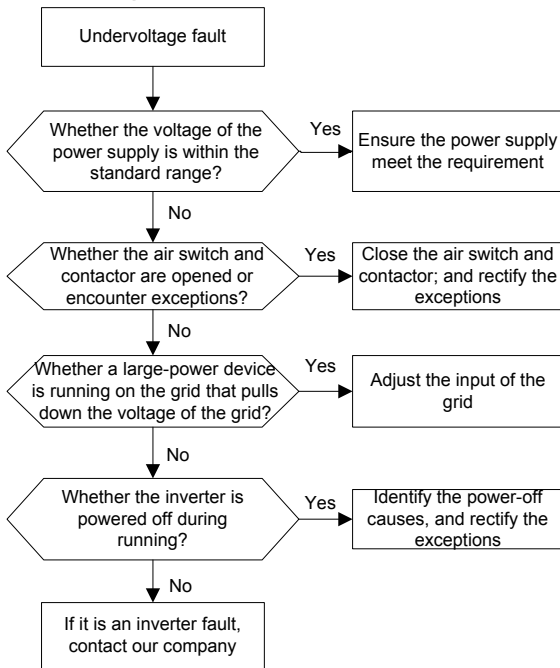 Undervoltage fault
Whether the voltage of the
power supply is within the
standard range?
Yes
Ensure the power supply
meet the requirement
No
Whether the air switch and
contactor are opened or
encounter exceptions?
Yes
Close the air switch and
contactor; and rectify the
exceptions
No
Whether a large-power device
is running on the grid that pulls
down the voltage of the grid?
Yes
Adjust the input of the
grid
No
Whether the inverter is
powered off during
running?
Yes
Identify the power-off
causes, and rectify the
exceptions
No
If it is an inverter fault,
contact our company